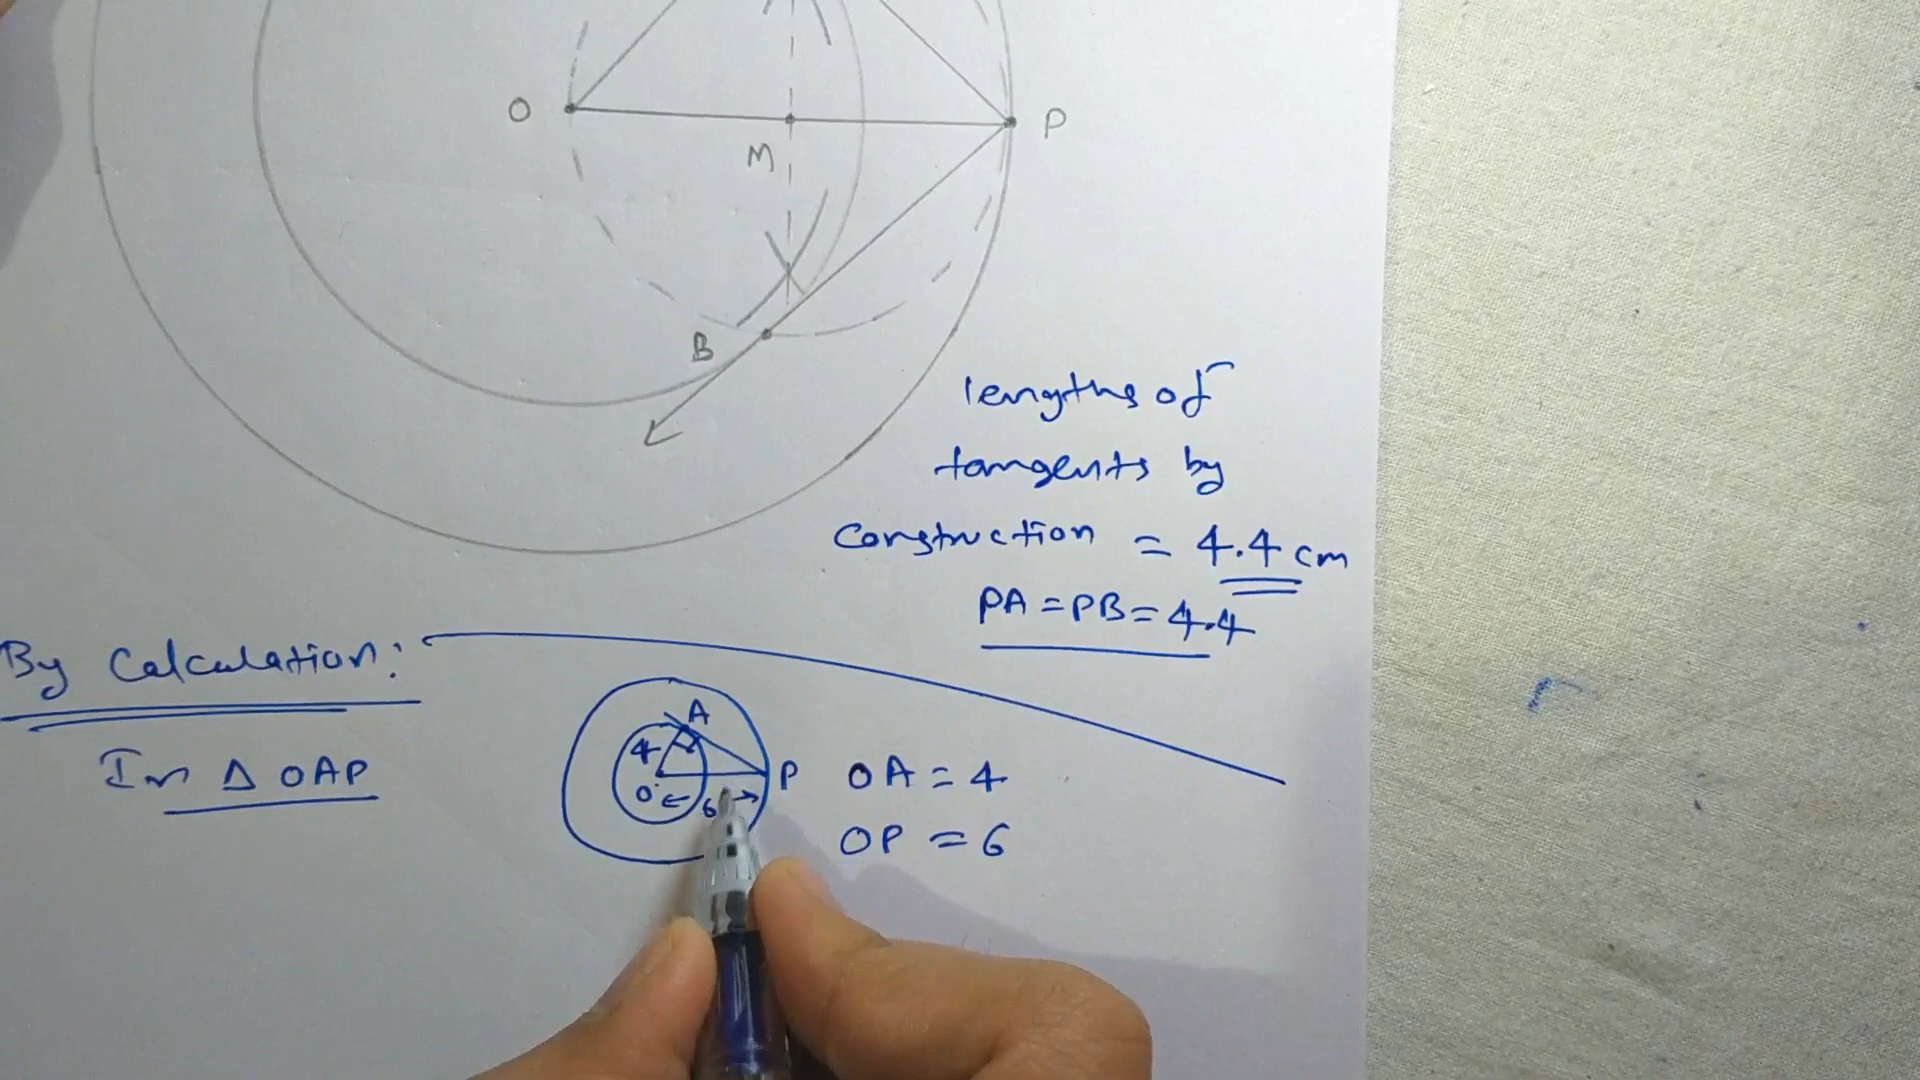 O
P
M
B
lengths of
tangents by
construction = 4.4 cm
PA = PB = 4.4
By Calculation:
In Δ OAP
A
4
O
6
P
OA = 4
OP = 6